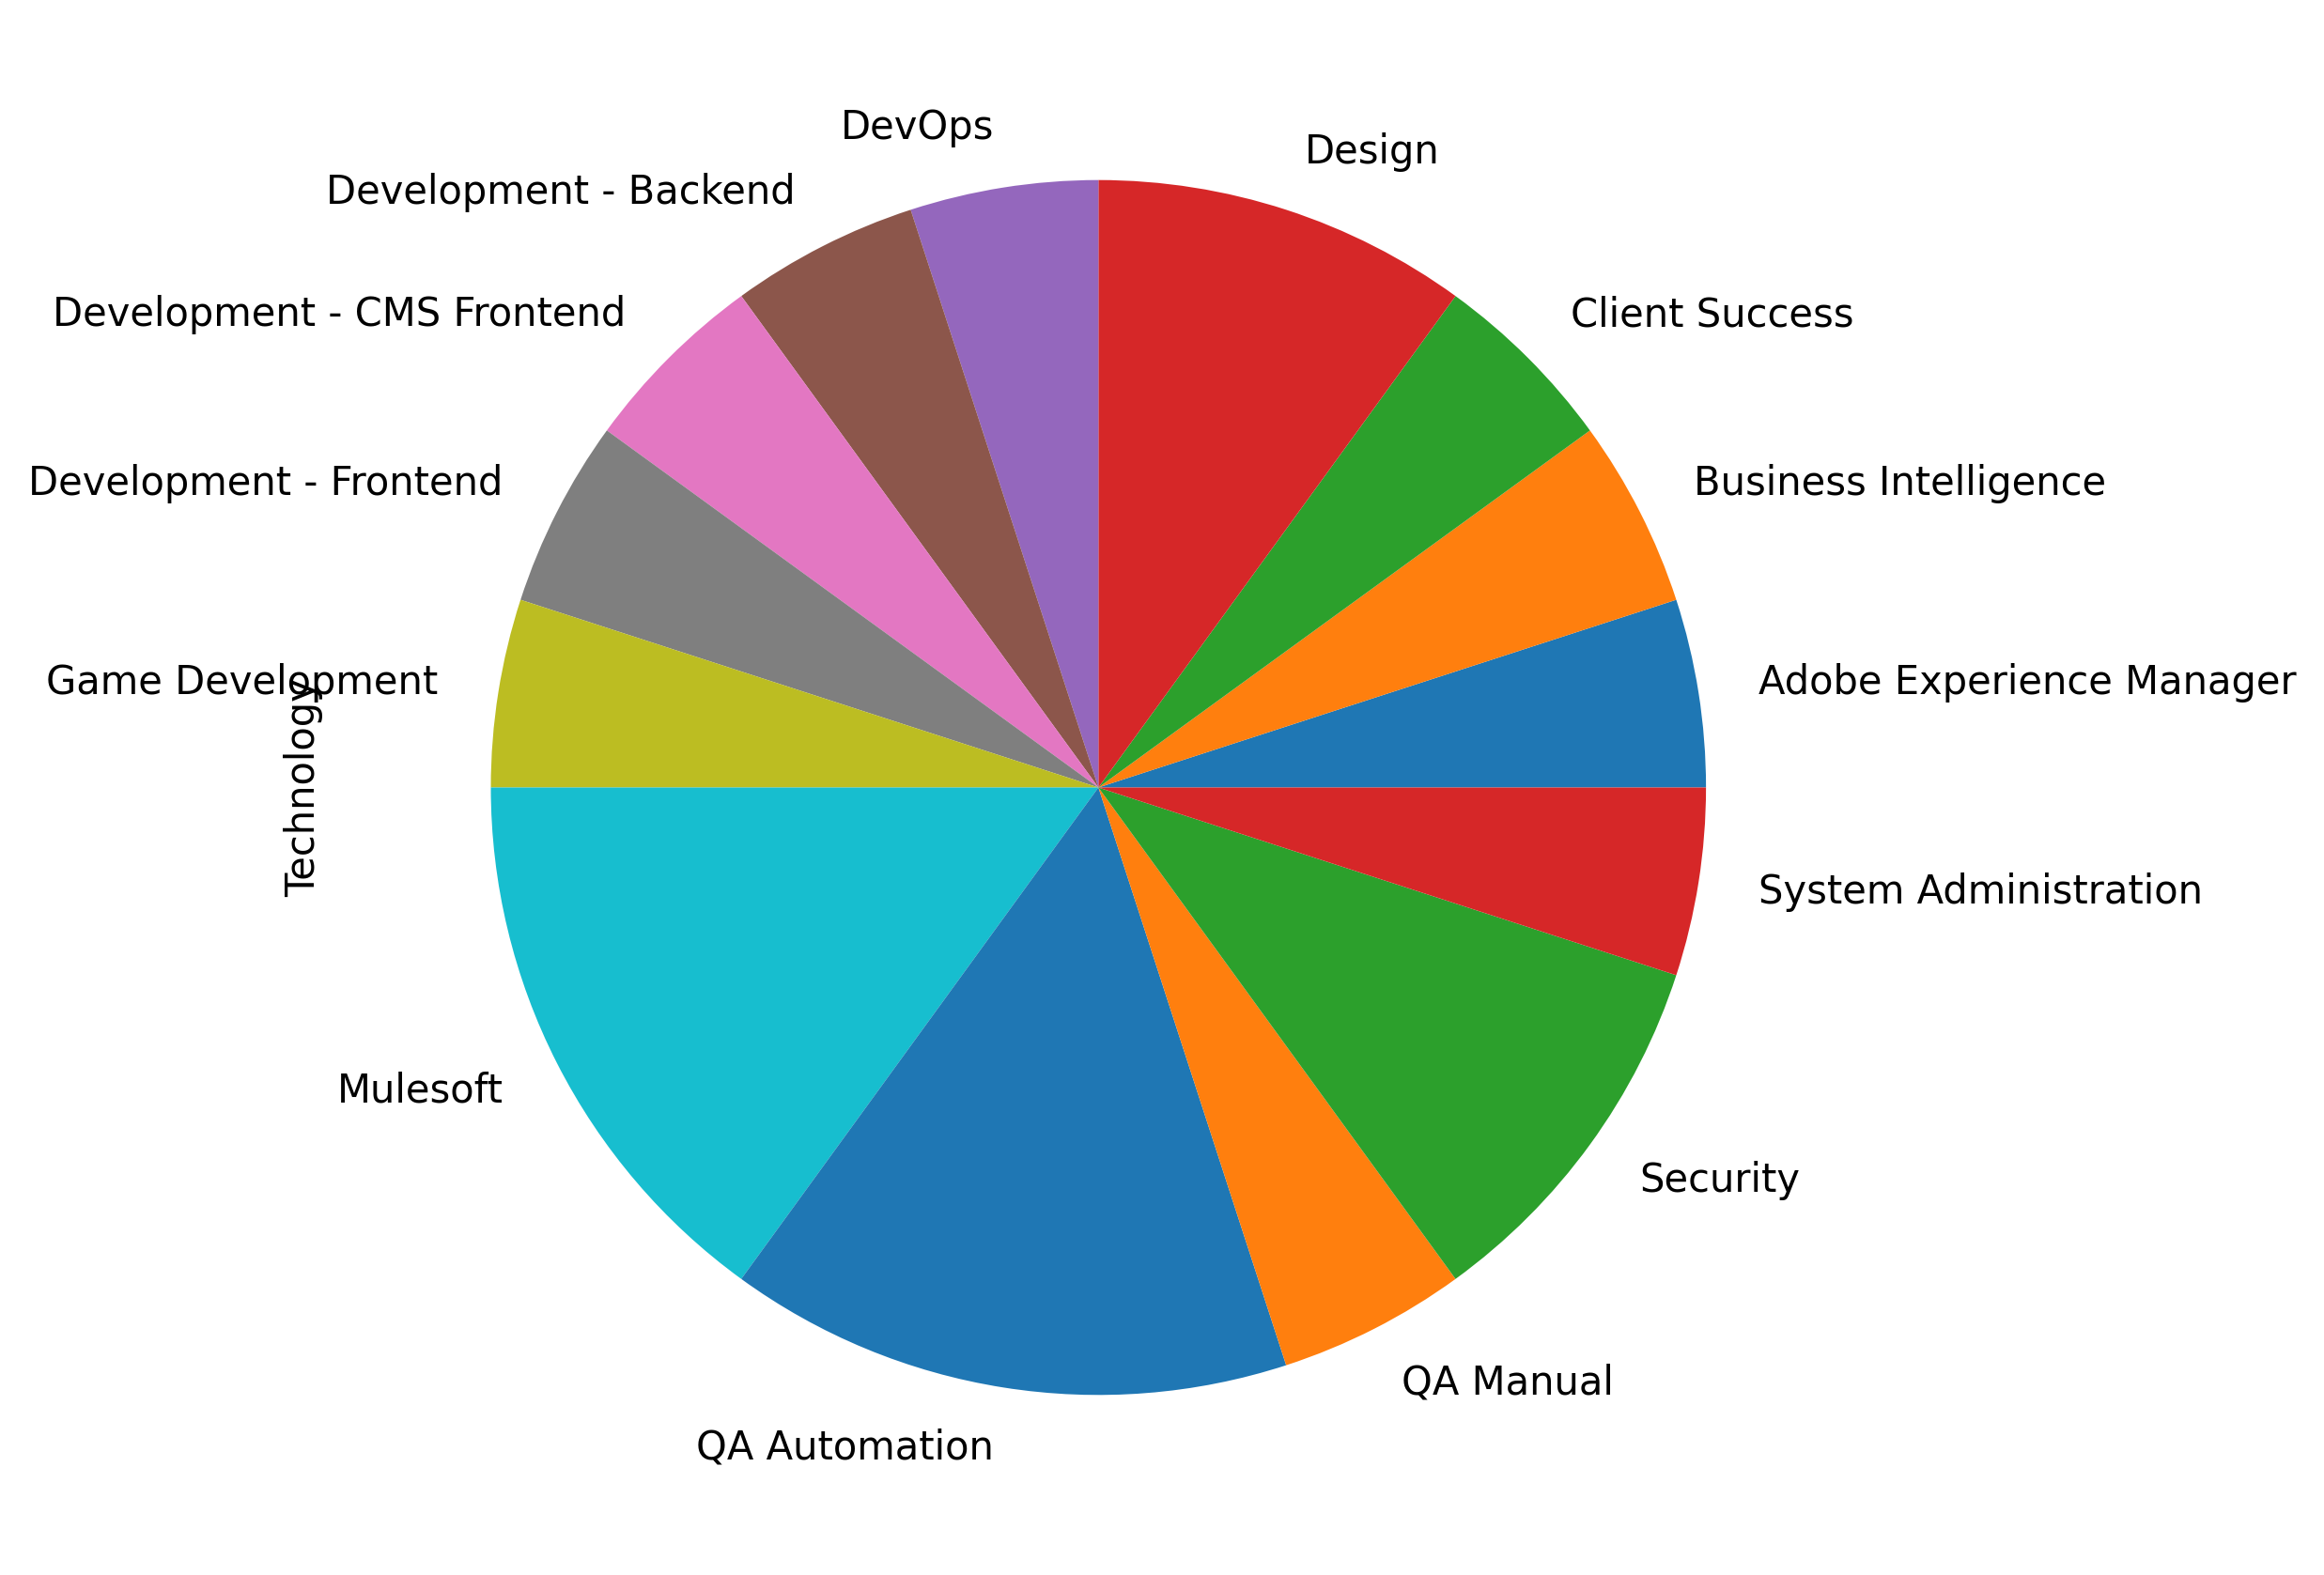 DevOps
Design
Development - Backend
Development - CMS Frontend
Client Success
Development - Frontend
Business Intelligence
Game Development
Adobe Experience Manager
Technology
System Administration
Mulesoft
Security
QA Manual
QA Automation